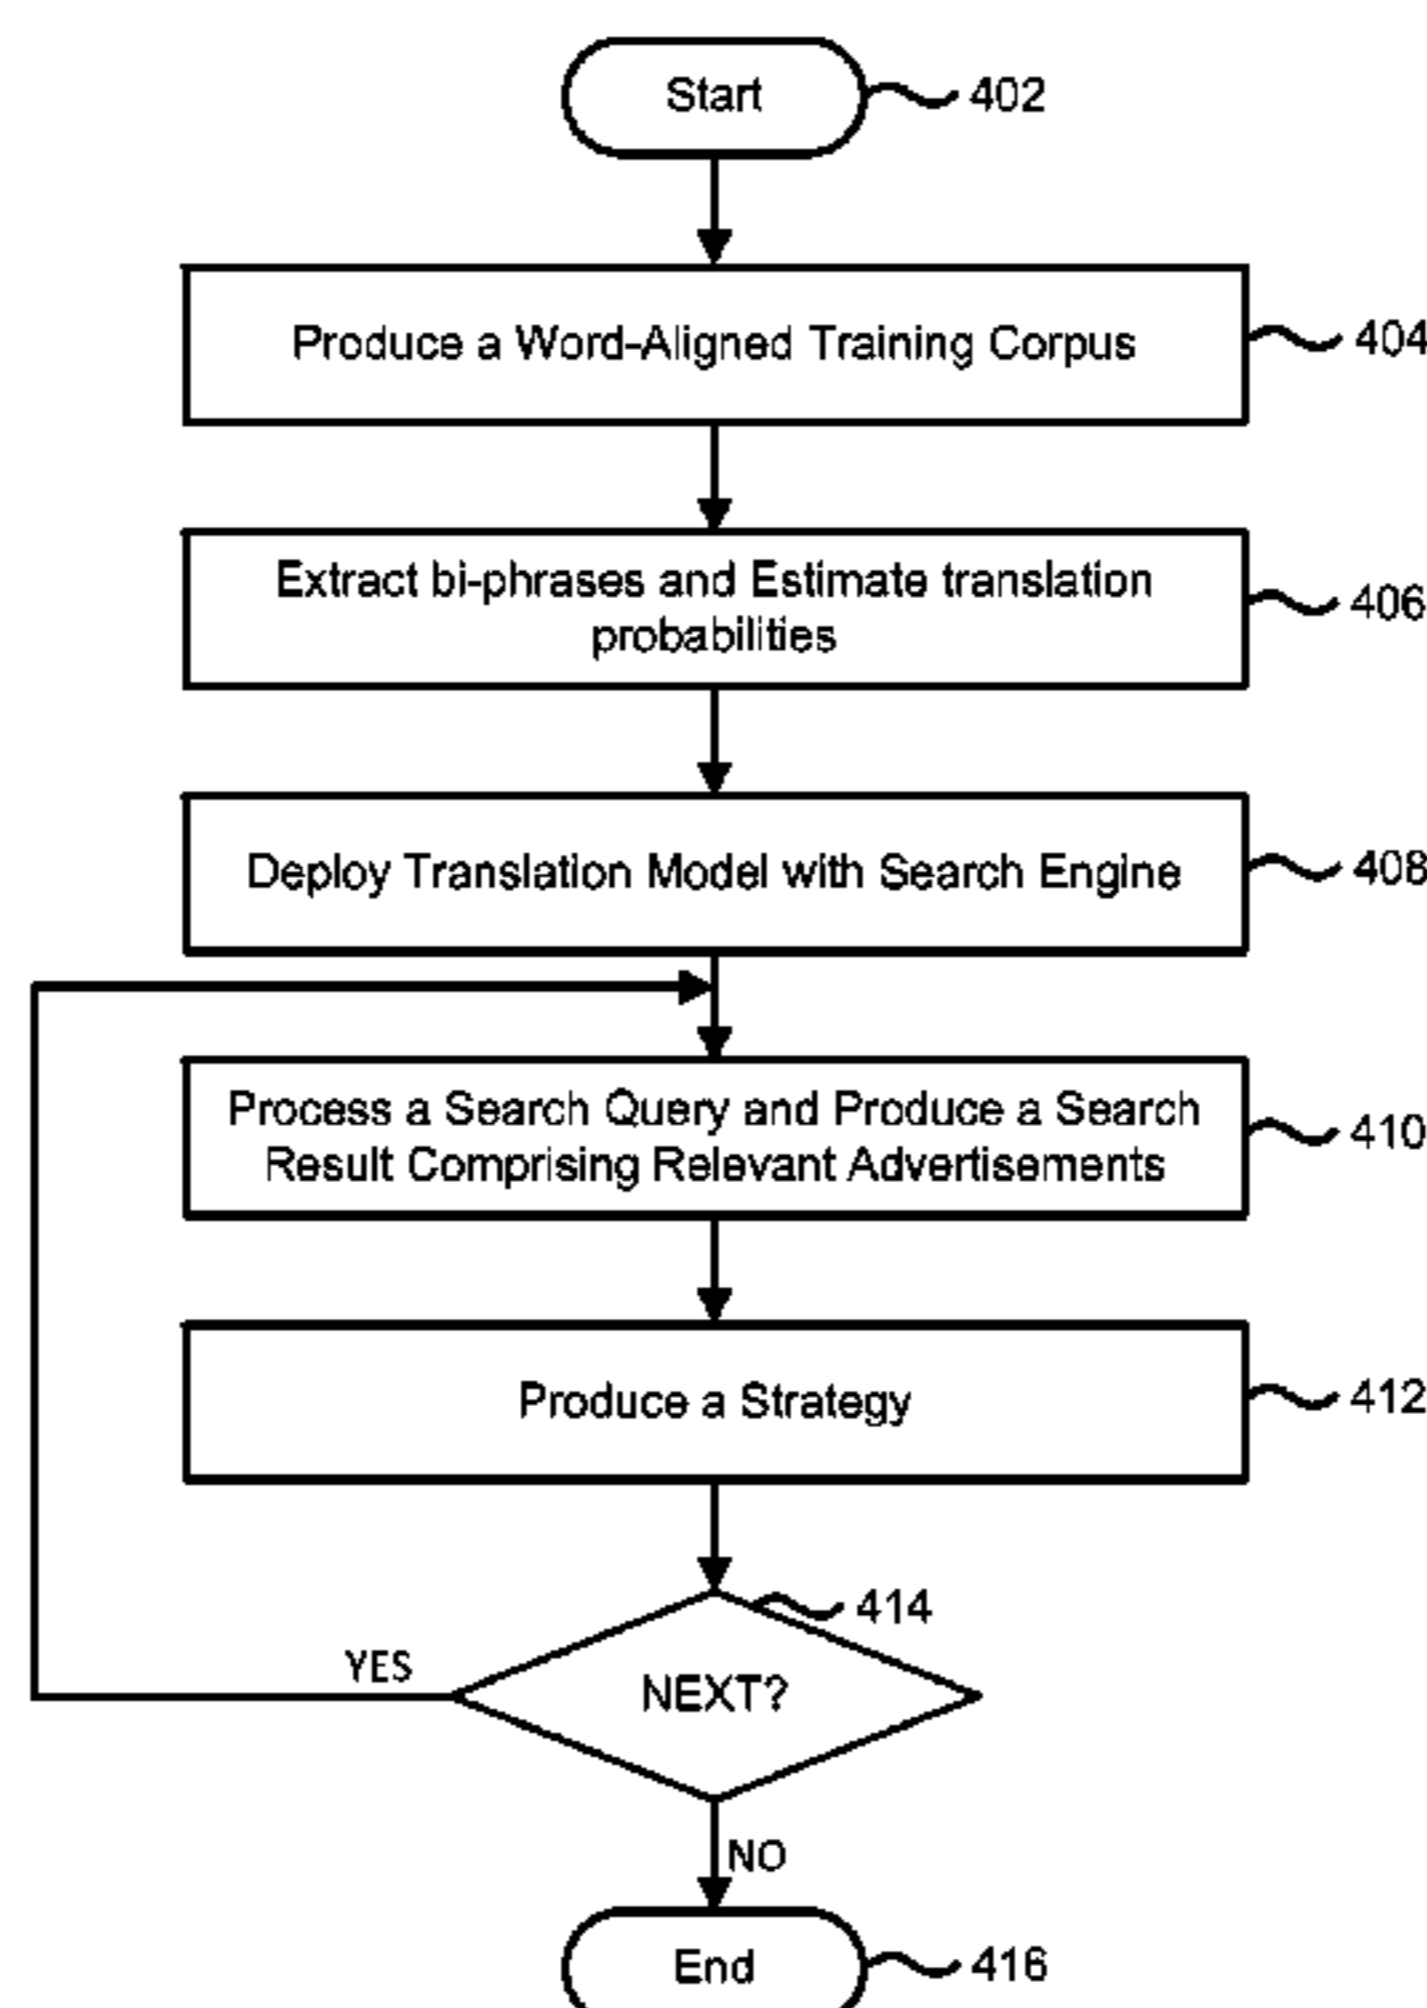 Start
402
Produce a Word-Aligned Training Corpus
404
Extract bi-phrases and Estimate translation
probabilities
406
Deploy Translation Model with Search Engine
408
Process a Search Query and Produce a Search
Result Comprising Relevant Advertisements
410
Produce a Strategy
412
414
YES
NEXT?
NO
End
416